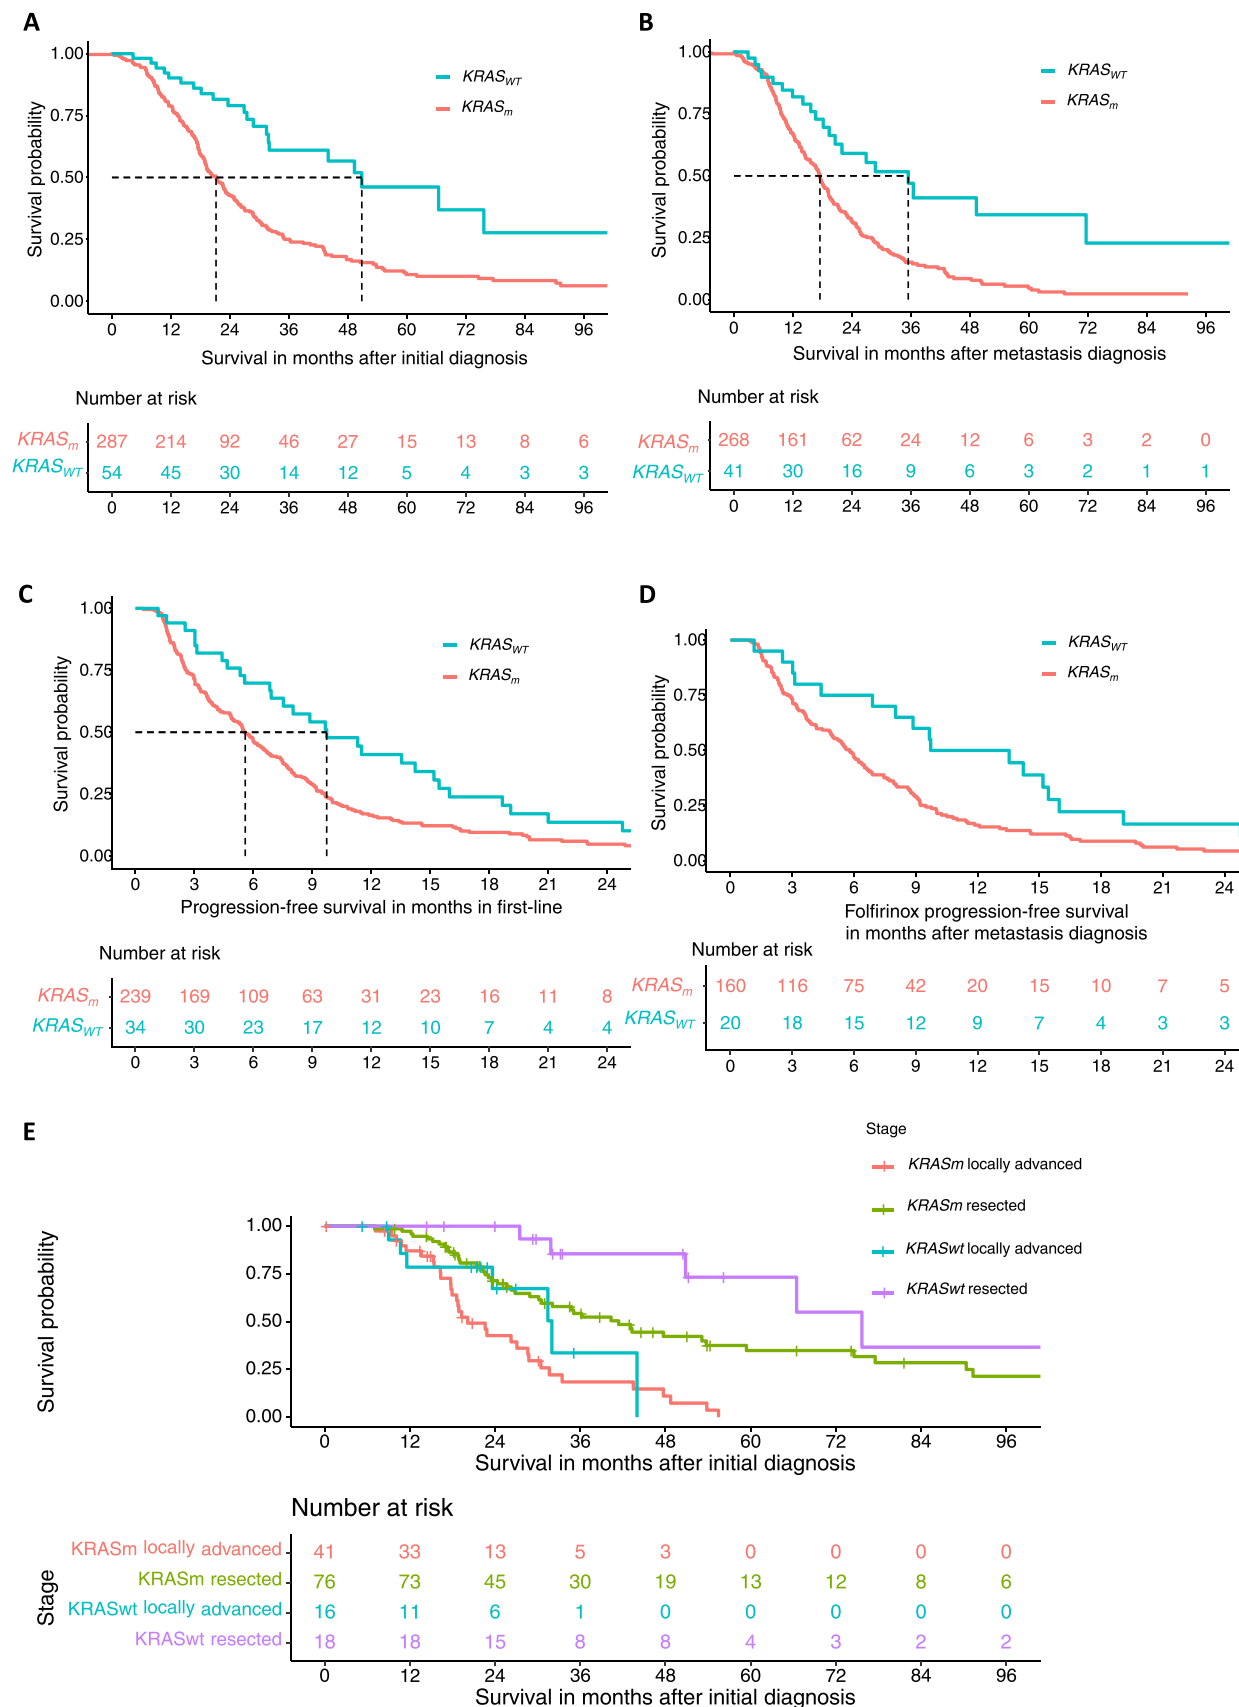 A
1.00
0.75
0.50
0.25
0.00
Survival probability
KRAS_WT
KRAS_m
0 12 24 36 48 60 72 84 96
Survival in months after initial diagnosis
Number at risk
KRAS_m 287 214 92 46 27 15 13 8 6
KRAS_WT 54 45 30 14 12 5 4 3 3
0 12 24 36 48 60 72 84 96
B
1.00
0.75
0.50
0.25
0.00
Survival probability
KRAS_WT
KRAS_m
0 12 24 36 48 60 72 84 96
Survival in months after metastasis diagnosis
Number at risk
KRAS_m 268 161 62 24 12 6 3 2 0
KRAS_WT 41 30 16 9 6 3 2 1 1
0 12 24 36 48 60 72 84 96
C
1.00
0.75
0.50
0.25
0.00
Survival probability
KRAS_WT
KRAS_m
0 3 6 9 12 15 18 21 24
Progression-free survival in months in first-line
Number at risk
KRAS_m 239 169 109 63 31 23 16 11 8
KRAS_WT 34 30 23 17 12 10 7 4 4
0 3 6 9 12 15 18 21 24
D
1.00
0.75
0.50
0.25
0.00
Survival probability
KRAS_WT
KRAS_m
0 3 6 9 12 15 18 21 24
Folfirinox progression-free survival
in months after metastasis diagnosis
Number at risk
KRAS_m 160 116 75 42 20 15 10 7 5
KRAS_WT 20 18 15 12 9 7 4 3 3
0 3 6 9 12 15 18 21 24
E
Stage
KRASm locally advanced
KRASm resected
KRASwt locally advanced
KRASwt resected
1.00
0.75
0.50
0.25
0.00
Survival probability
0 12 24 36 48 60 72 84 96
Survival in months after initial diagnosis
Number at risk
Stage
KRASm locally advanced 41 33 13 5 3 0 0 0 0
KRASm resected 76 73 45 30 19 13 12 8 6
KRASwt locally advanced 16 11 6 1 0 0 0 0 0
KRASwt resected 18 18 15 8 8 4 3 2 2
0 12 24 36 48 60 72 84 96
Survival in months after initial diagnosis